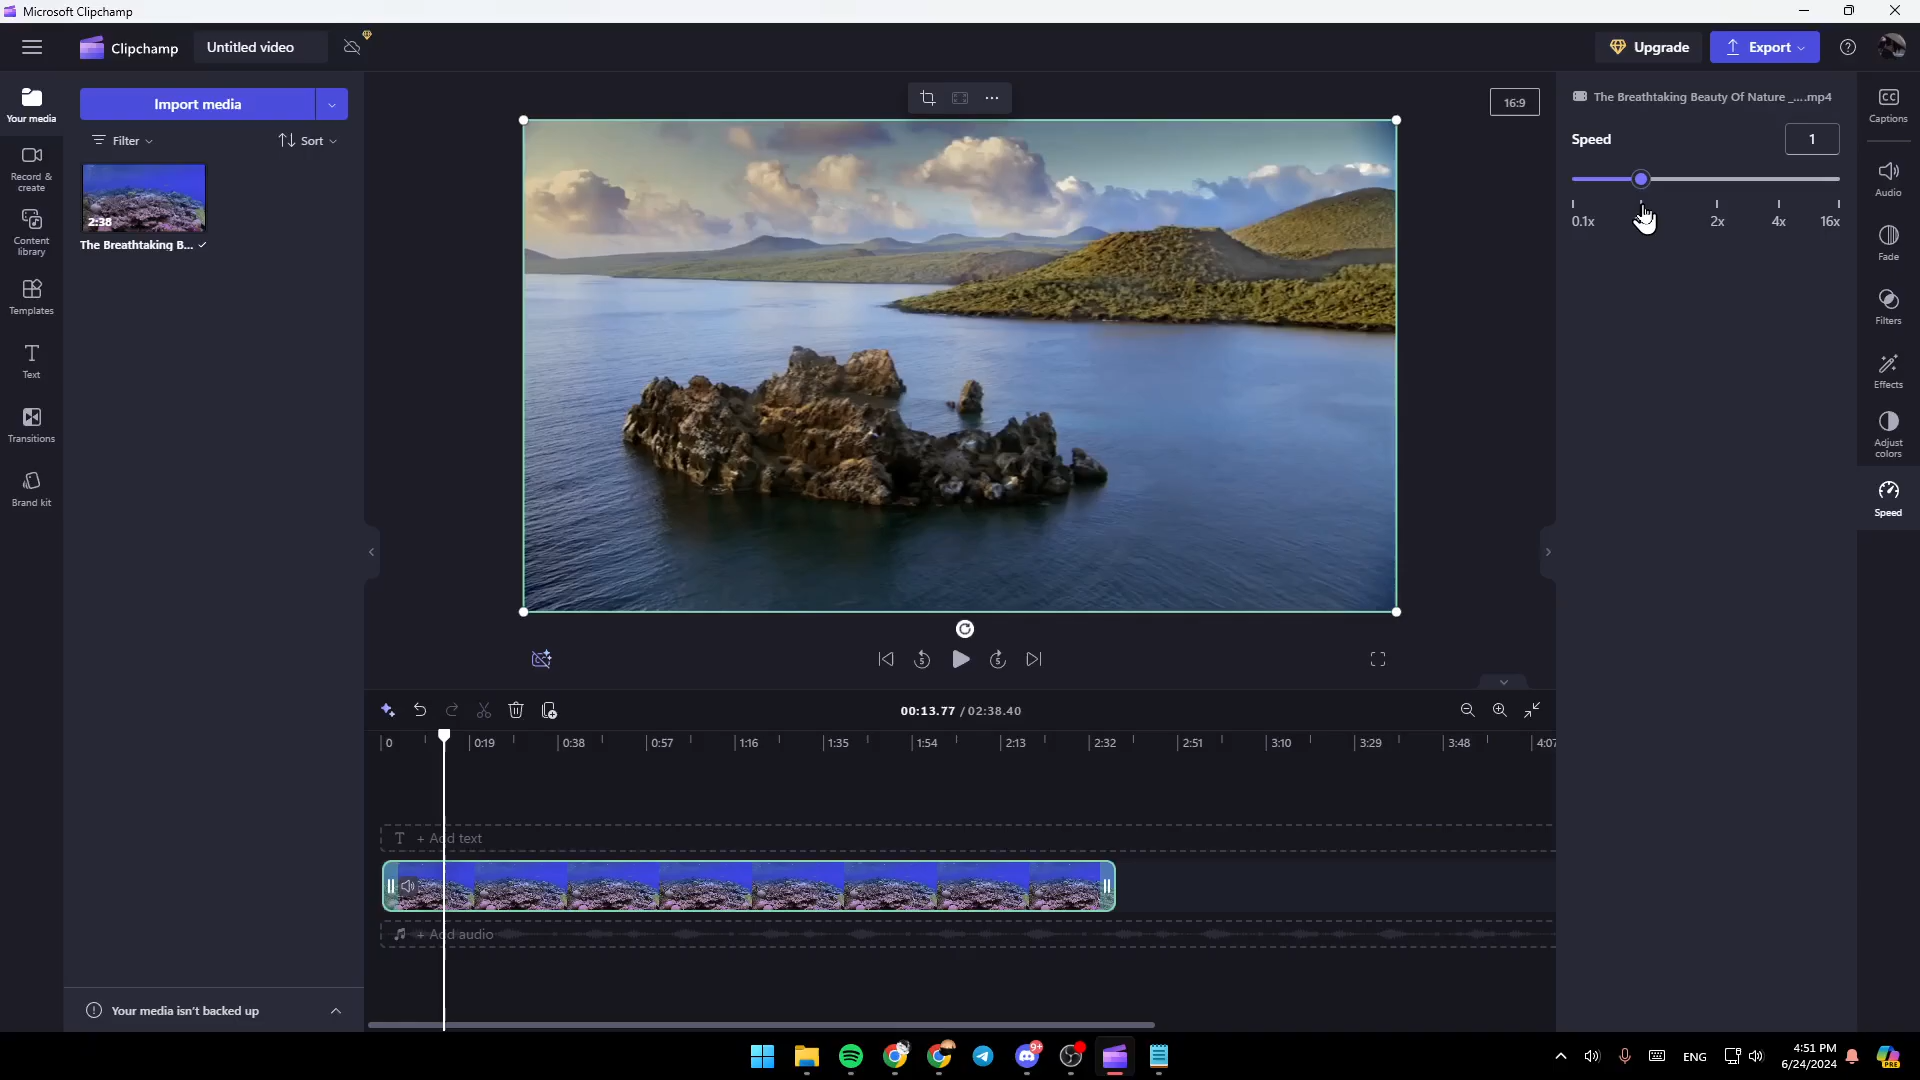 Microsoft Clipchamp
Clipchamp
Untitled video
Upgrade
Export
Your media
Record &
create
Content
library
Templates
Text
Transitions
Brand kit
Import media
Filter
Sort
2:38
The Breathtaking B...
Your media isn't backed up
16:9
5
5
00:13.77 / 02:38.40
0
0:19
0:38
0:57
1:16
1:35
1:54
2:13
2:32
2:51
3:10
3:29
3:48
4:07
T + Add text
+ Add audio
The Breathtaking Beauty Of Nature _....mp4
Speed
1
0.1x
2x
4x
16x
CC
Captions
Audio
Fade
Filters
Effects
Adjust
colors
Speed
9+
ENG
4:51 PM
6/24/2024
PRE